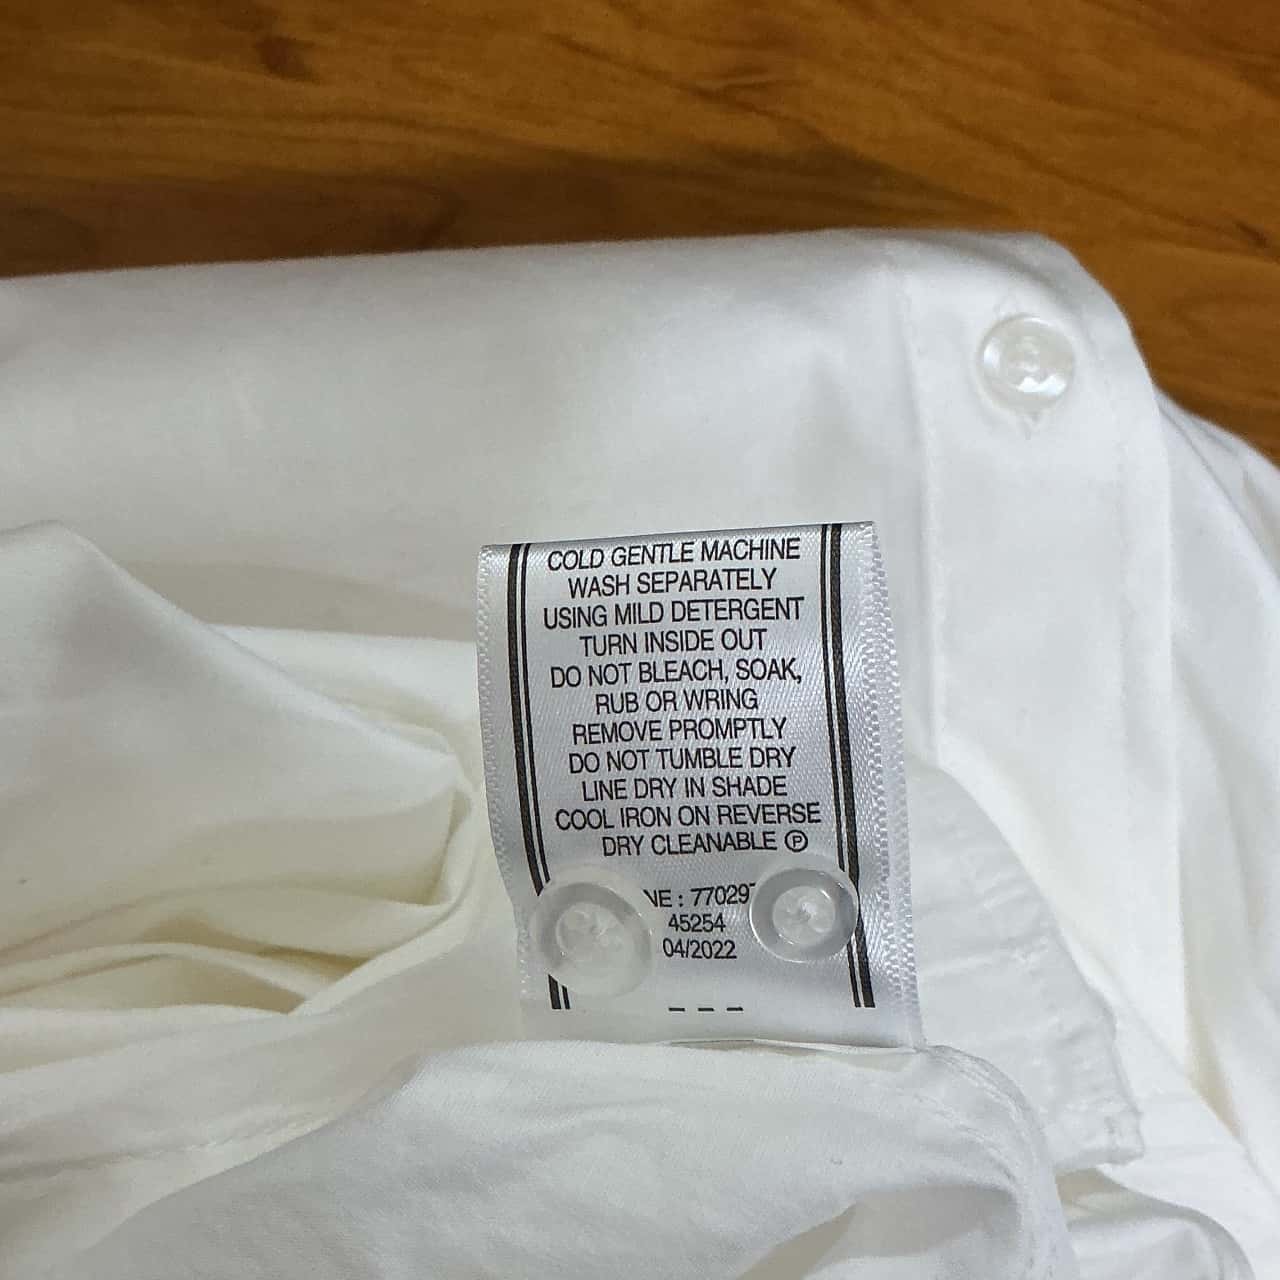 COLD GENTLE MACHINE
WASH SEPARATELY
USING MILD DETERGENT
TURN INSIDE OUT
DO NOT BLEACH, SOAK,
RUB OR WRING
REMOVE PROMPTLY
DO NOT TUMBLE DRY
LINE DRY IN SHADE
COOL IRON ON REVERSE
DRY CLEANABLE Ⓟ
45254
04/2022